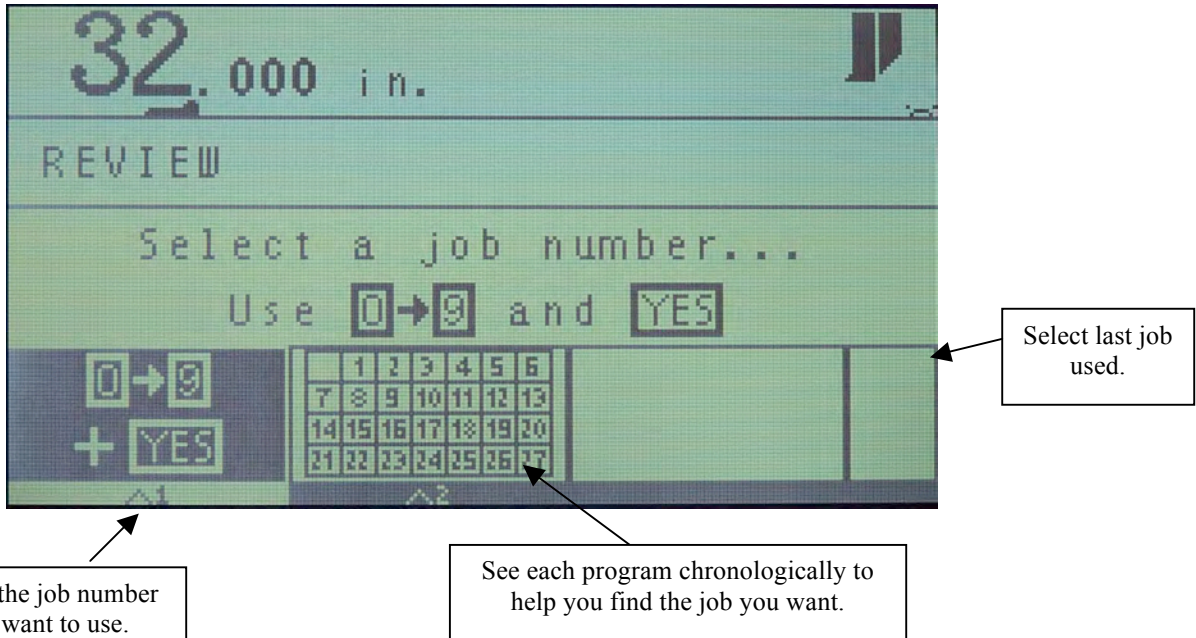 32.000 in.
REVIEW
Select a job number...
Use 0→9 and YES
0→9
+ YES
1 2 3 4 5 6
7 8 9 10 11 12 13
14 15 16 17 18 19 20
21 22 23 24 25 26 27
^1 ^2
Select last job
used.
See each program chronologically to
help you find the job you want.
the job number
want to use.